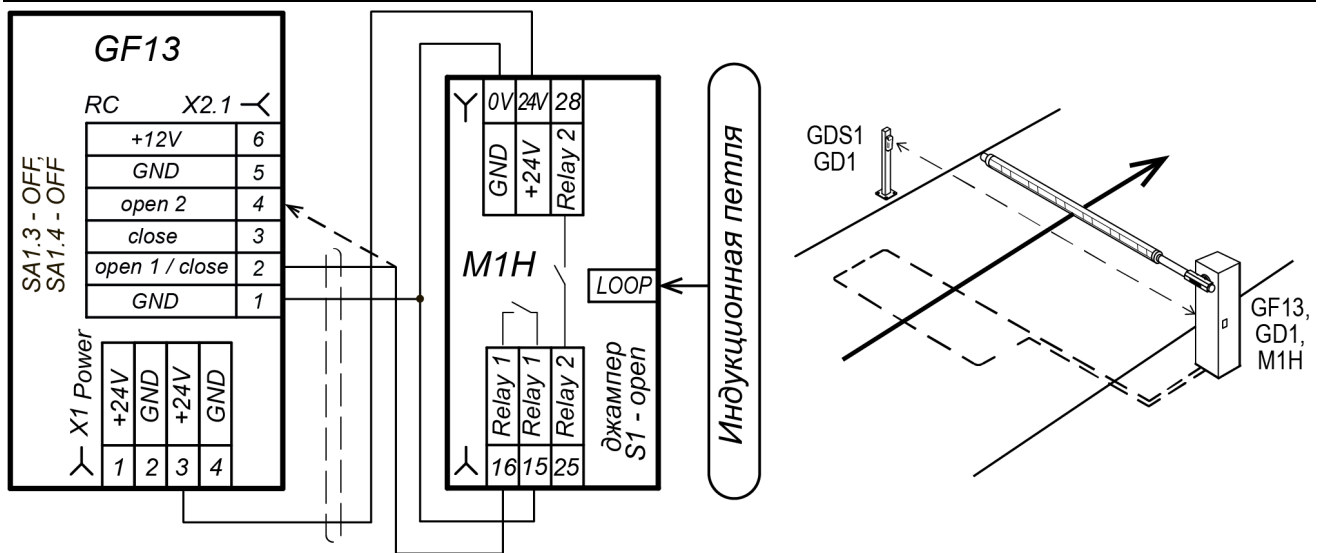 GF13
RC X2.1
+12V 6
GND 5
open 2 4
close 3
open 1 / close 2
GND 1
SA1.3 - OFF,
SA1.4 - OFF
X1 Power
+24V GND +24V GND
1 2 3 4
0V 24V 28
GND +24V Relay 2
M1H
LOOP
Relay 1 Relay 1 Relay 2
16 15 25
джампер
S1 - open
Индукционная петля
GDS1
GD1
GF13,
GD1,
M1H